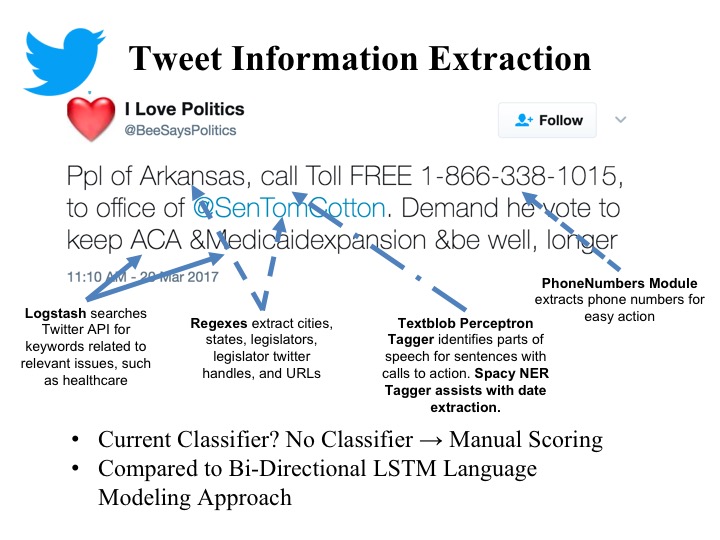 Tweet Information Extraction
I Love Politics
@BeeSaysPolitics
Follow
Ppl of Arkansas, call Toll FREE 1-866-338-1015,
to office of @SenTomCotton. Demand he vote to
keep ACA &Medicaidexpansion &be well, longer
11:10 AM - 20 Mar 2017
Logstash searches
Twitter API for
keywords related to
relevant issues, such
as healthcare
Regexes extract cities,
states, legislators,
legislator twitter
handles, and URLs
Textblob Perceptron
Tagger identifies parts of
speech for sentences with
calls to action. Spacy NER
Tagger assists with date
extraction.
PhoneNumbers Module
extracts phone numbers for
easy action
• Current Classifier? No Classifier → Manual Scoring
• Compared to Bi-Directional LSTM Language
Modeling Approach